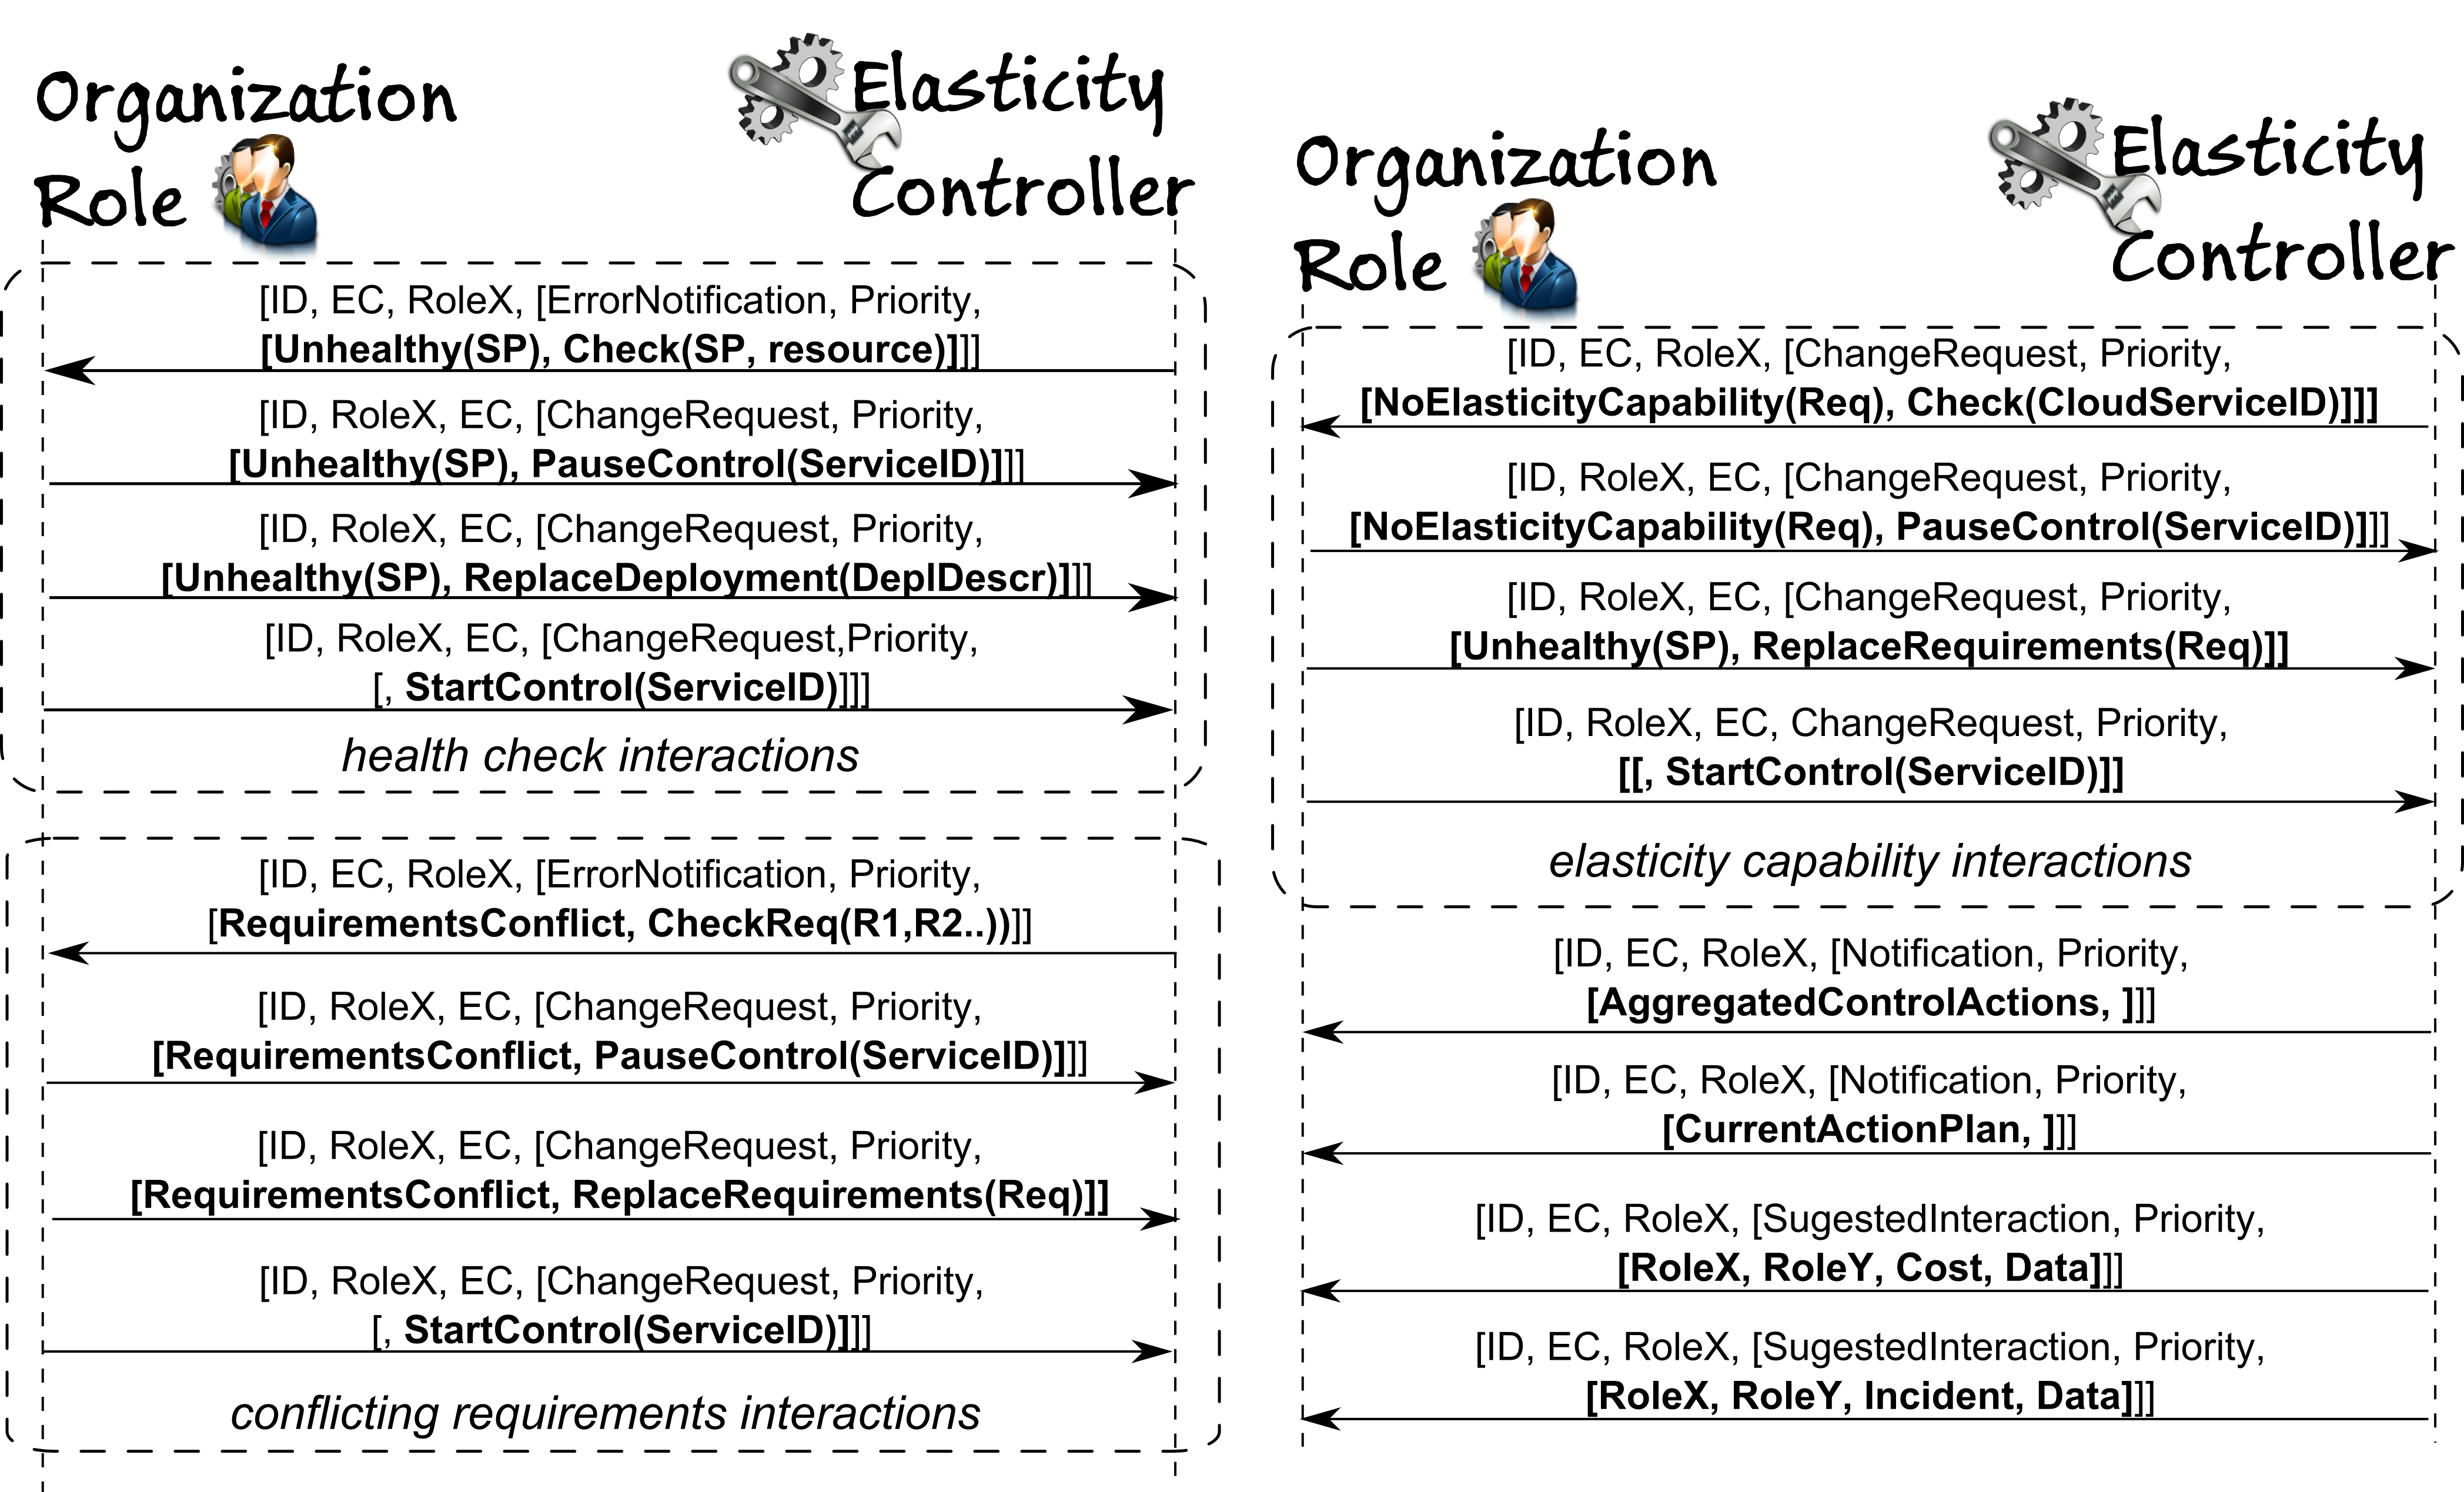 Organization
Role
Elasticity
Controller
[ID, EC, RoleX, [ErrorNotification, Priority,
[Unhealthy(SP), Check(SP, resource)]]]
[ID, RoleX, EC, [ChangeRequest, Priority,
[Unhealthy(SP), PauseControl(ServiceID)]]]
[ID, RoleX, EC, [ChangeRequest, Priority,
[Unhealthy(SP), ReplaceDeployment(DeplDescr)]]]
[ID, RoleX, EC, [ChangeRequest,Priority,
[, StartControl(ServiceID)]]]
health check interactions
[ID, EC, RoleX, [ErrorNotification, Priority,
[RequirementsConflict, CheckReq(R1,R2..))]]
[ID, RoleX, EC, [ChangeRequest, Priority,
[RequirementsConflict, PauseControl(ServiceID)]]]
[ID, RoleX, EC, [ChangeRequest, Priority,
[RequirementsConflict, ReplaceRequirements(Req)]]
[ID, RoleX, EC, [ChangeRequest, Priority,
[, StartControl(ServiceID)]]]
conflicting requirements interactions
Organization
Role
Elasticity
Controller
[ID, EC, RoleX, [ChangeRequest, Priority,
[NoElasticityCapability(Req), Check(CloudServiceID)]]]
[ID, RoleX, EC, [ChangeRequest, Priority,
[NoElasticityCapability(Req), PauseControl(ServiceID)]]]
[ID, RoleX, EC, [ChangeRequest, Priority,
[Unhealthy(SP), ReplaceRequirements(Req)]]
[ID, RoleX, EC, ChangeRequest, Priority,
[[, StartControl(ServiceID)]]
elasticity capability interactions
[ID, EC, RoleX, [Notification, Priority,
[AggregatedControlActions, ]]]
[ID, EC, RoleX, [Notification, Priority,
[CurrentActionPlan, ]]]
[ID, EC, RoleX, [SugestedInteraction, Priority,
[RoleX, RoleY, Cost, Data]]]
[ID, EC, RoleX, [SugestedInteraction, Priority,
[RoleX, RoleY, Incident, Data]]]